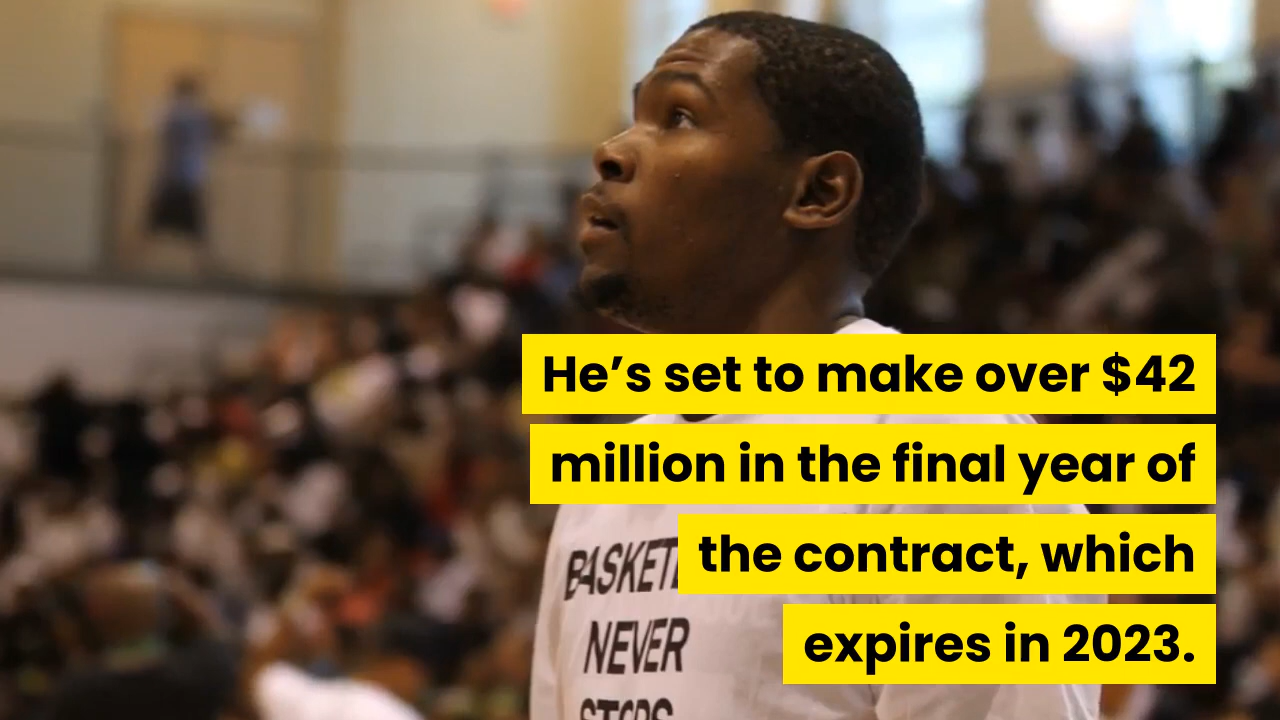 He’s set to make over $42
million in the final year of
the contract, which
expires in 2023.
NEVER